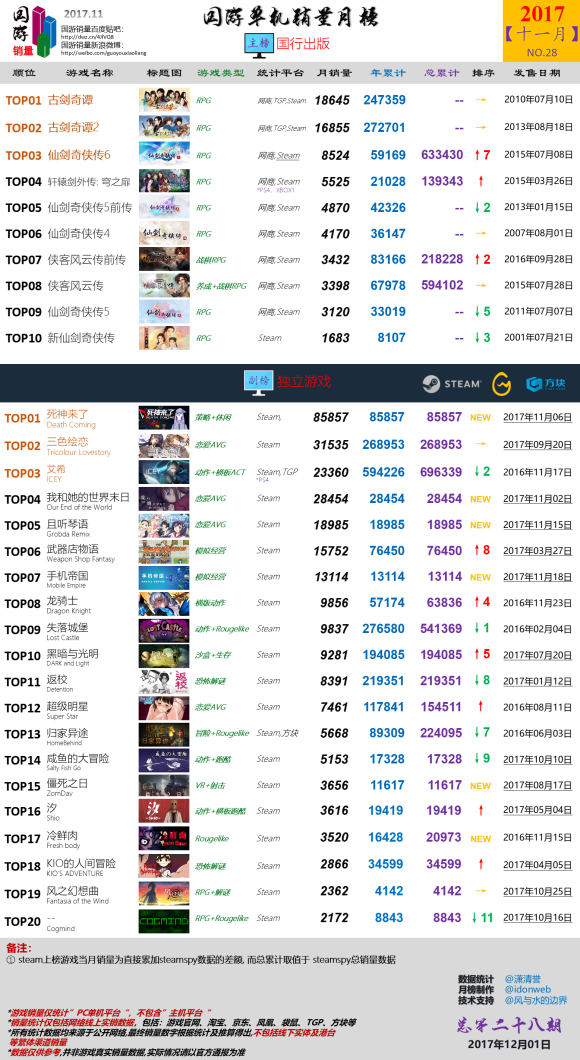 国游销量
2017.11
国游销量百度贴吧:
http://dwz.cn/4lfVQB
国游销量新浪微博:
http://weibo.com/guoyouxiaoliang
国游单机销量月榜
主榜 国行出版
2017
【十一月】
NO.28
顺位 游戏名称 标题图 游戏类型 统计平台 月销量 年累计 总累计 排序 发售日期
TOP01 古剑奇谭 RPG 网商,TGP,Steam 18645 247359 -- → 2010年07月10日
TOP02 古剑奇谭2 RPG 网商,TGP,Steam 16855 272701 -- → 2013年08月18日
TOP03 仙剑奇侠传6 RPG 网商,Steam 8524 59169 633430 ↑7 2015年07月08日
TOP04 轩辕剑外传: 穹之扉 RPG 网商,Steam *PS4、XBOX1 5525 21028 139343 ↑ 2015年03月26日
TOP05 仙剑奇侠传5前传 RPG 网商,Steam 4870 42326 -- ↓2 2013年01月15日
TOP06 仙剑奇侠传4 RPG 网商,Steam 4170 36147 -- → 2007年08月01日
TOP07 侠客风云传前传 战棋RPG 网商,Steam 3432 83166 218228 ↑2 2016年09月28日
TOP08 侠客风云传 养成+战棋RPG 网商,Steam 3398 67978 594102 → 2015年07月28日
TOP09 仙剑奇侠传5 RPG 网商,Steam 3120 33019 -- ↓5 2011年07月07日
TOP10 新仙剑奇侠传 RPG Steam 1683 8107 -- ↓3 2001年07月21日
副榜 独立游戏 STEAM 方块
TOP01 死神来了 Death Coming 策略+休闲 Steam, 85857 85857 85857 NEW 2017年11月06日
TOP02 三色绘恋 Tricolour Lovestory 恋爱AVG Steam 31535 268953 268953 → 2017年09月20日
TOP03 艾希 ICEY 动作+横板ACT Steam,TGP *PS4 23360 594226 696339 ↓2 2016年11月17日
TOP04 我和她的世界末日 Our End of the World 恋爱AVG Steam 28454 28454 28454 NEW 2017年11月02日
TOP05 且听琴语 Grobda Remix 恋爱AVG Steam 18985 18985 18985 NEW 2017年11月15日
TOP06 武器店物语 Weapon Shop Fantasy 模拟经营 Steam 15752 76450 76450 ↑8 2017年03月27日
TOP07 手机帝国 Mobile Empire 模拟经营 Steam 13114 13114 13114 NEW 2017年11月18日
TOP08 龙骑士 Dragon Knight 横版动作 Steam 9856 57174 63836 ↑4 2016年11月23日
TOP09 失落城堡 Lost Castle 动作+Rougelike Steam 9837 276580 541369 ↓1 2016年02月04日
TOP10 黑暗与光明 DARK and Light 沙盒+生存 Steam 9281 194085 194085 ↑5 2017年07月20日
TOP11 返校 Detention 恐怖解谜 Steam 8391 219351 219351 ↓8 2017年01月12日
TOP12 超级明星 Super Star 恋爱AVG Steam 7461 117841 154511 ↑ 2016年08月11日
TOP13 归家异途 HomeBehind 冒险+Rougelike Steam,方块 5668 89309 224095 ↓7 2016年06月03日
TOP14 咸鱼的大冒险 Salty Fish Go 动作+跑酷 Steam 5153 17328 17328 ↓9 2017年10月10日
TOP15 僵死之日 ZomDay VR+射击 Steam 3656 11617 11617 NEW 2017年08月17日
TOP16 汐 Shio 动作+横板跑酷 Steam 3616 19419 19419 ↑ 2017年05月04日
TOP17 冷鲜肉 Fresh body Rougelike Steam 3520 16428 20973 NEW 2016年11月15日
TOP18 KIO的人间冒险 KIO'S ADVENTURE 恐怖解谜 Steam 2866 34599 34599 ↑ 2017年04月05日
TOP19 风之幻想曲 Fantasia of the Wind RPG+解谜 Steam 2362 4142 4142 → 2017年10月25日
TOP20 -- Cogmind RPG+Rougelike Steam 2172 8843 8843 ↓11 2017年10月16日
备注:
① steam上榜游戏当月销量为直接累加steamspy数据的差额, 而总累计取值于 steamspy总销量数据
数据统计 @潇清誉
月榜制作 @idonweb
技术支持 @风与水的边界
*游戏销量仅统计“PC单机平台“，不包含”主机平台“
*销量统计仅包括网络线上实销数据，包括：游戏官网、淘宝、京东、凤凰、袋鼠、TGP、方块等
*所有统计数据均来源于公开网络,最终销量数字根据统计及推算得出,不包括线下实体及港台
等繁体渠道销量
*数据仅供参考,并非游戏真实销量数据,实际情况请以官方通报为准
总第二十八期
2017年12月01日